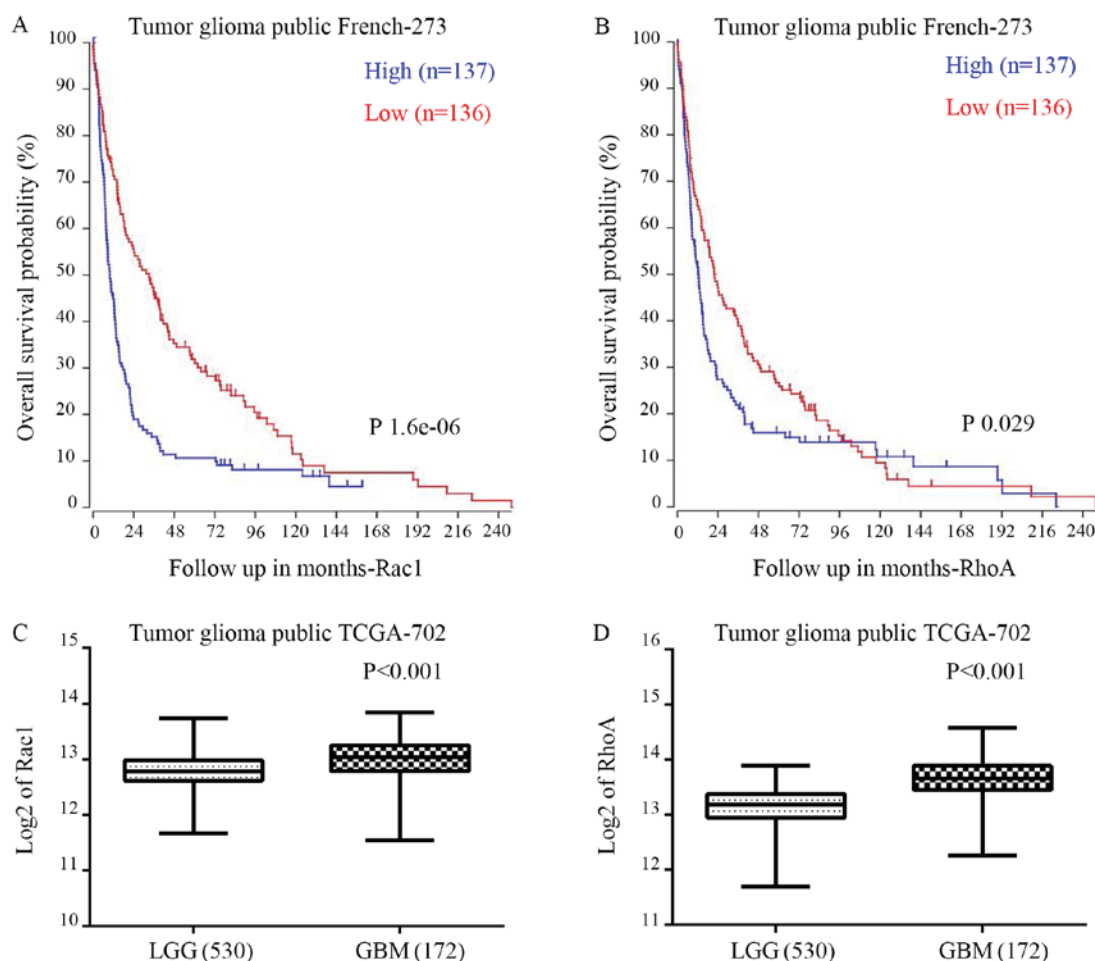 A
Tumor glioma public French-273
High (n=137)
Low (n=136)
P 1.6e-06
Overall survival probability (%)
100
90
80
70
60
50
40
30
20
10
0
0 24 48 72 96 120 144 168 192 216 240
Follow up in months-Rac1
B
Tumor glioma public French-273
High (n=137)
Low (n=136)
P 0.029
Overall survival probability (%)
100
90
80
70
60
50
40
30
20
10
0
0 24 48 72 96 120 144 168 192 216 240
Follow up in months-RhoA
C
Tumor glioma public TCGA-702
P<0.001
Log2 of Rac1
15
14
13
12
11
10
LGG (530) GBM (172)
D
Tumor glioma public TCGA-702
P<0.001
Log2 of RhoA
16
15
14
13
12
11
LGG (530) GBM (172)